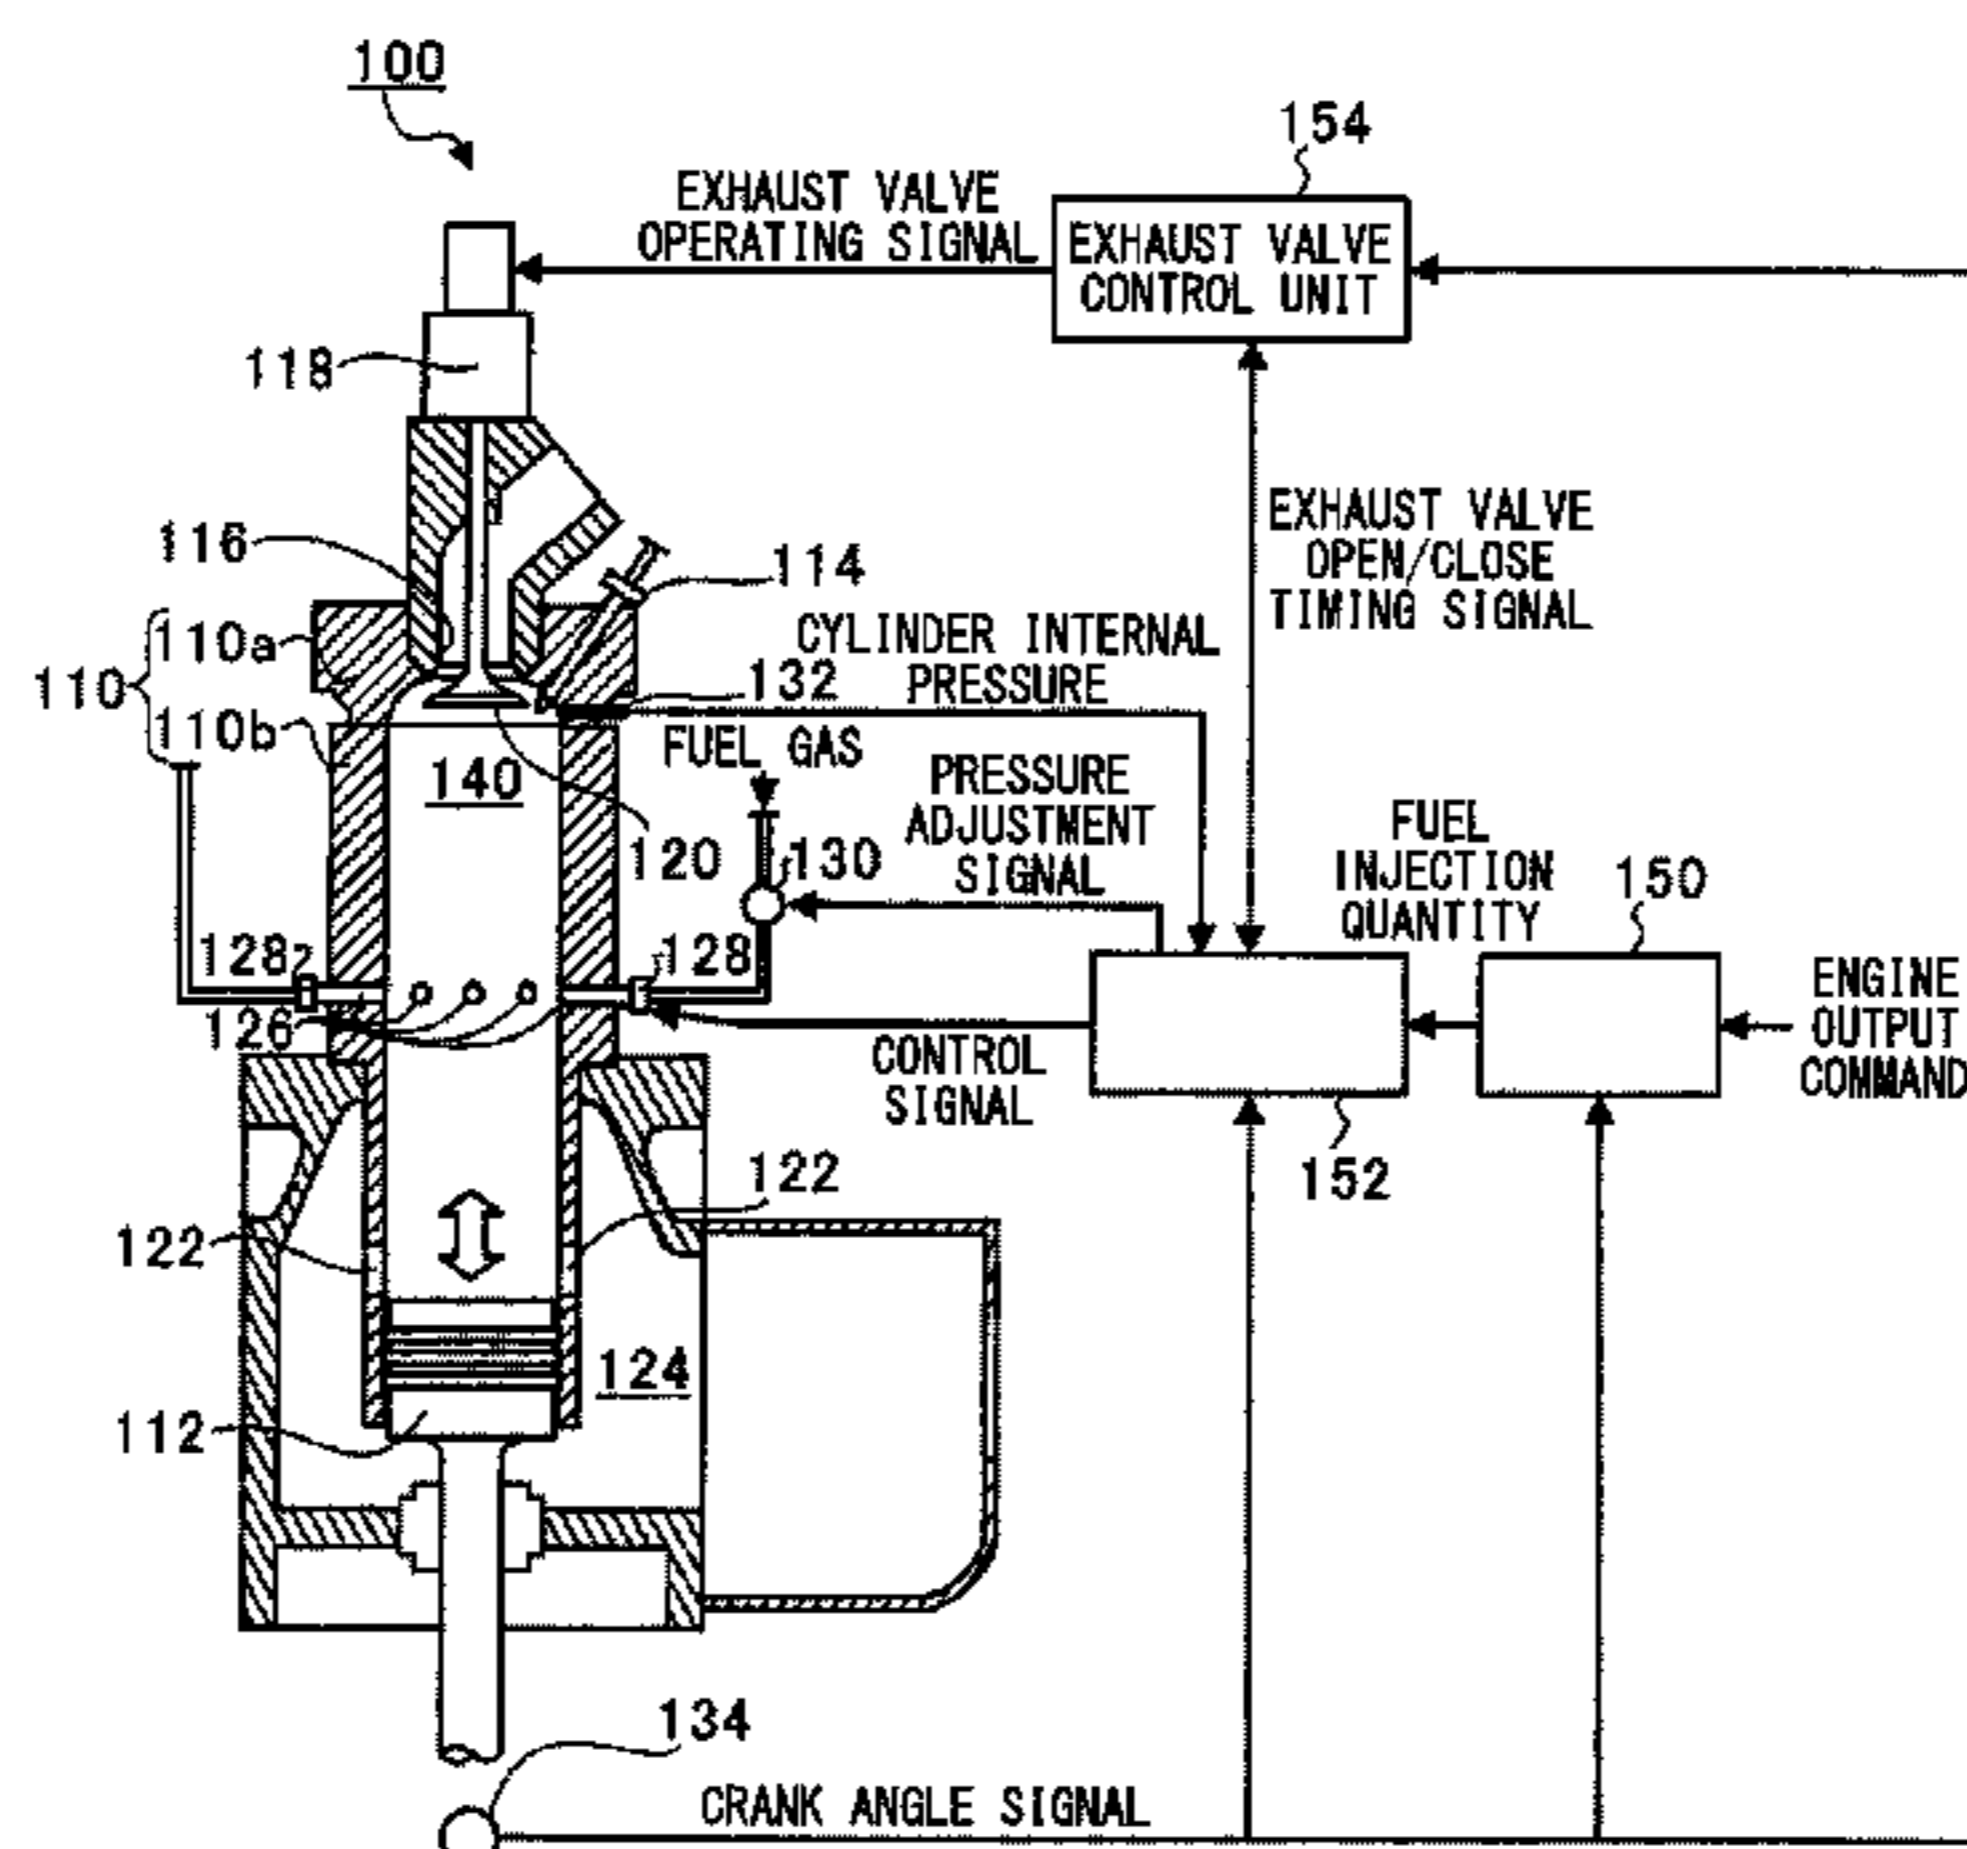 100
154
EXHAUST VALVE
OPERATING SIGNAL
EXHAUST VALVE
CONTROL UNIT
118
116
114
EXHAUST VALVE
OPEN/CLOSE
TIMING SIGNAL
110
110a
110b
CYLINDER INTERNAL
PRESSURE
132
FUEL GAS
140
120
130
PRESSURE
ADJUSTMENT
SIGNAL
FUEL
INJECTION
QUANTITY
150
128
128
126
CONTROL
SIGNAL
ENGINE
OUTPUT
COMMAND
152
122
122
124
112
134
CRANK ANGLE SIGNAL